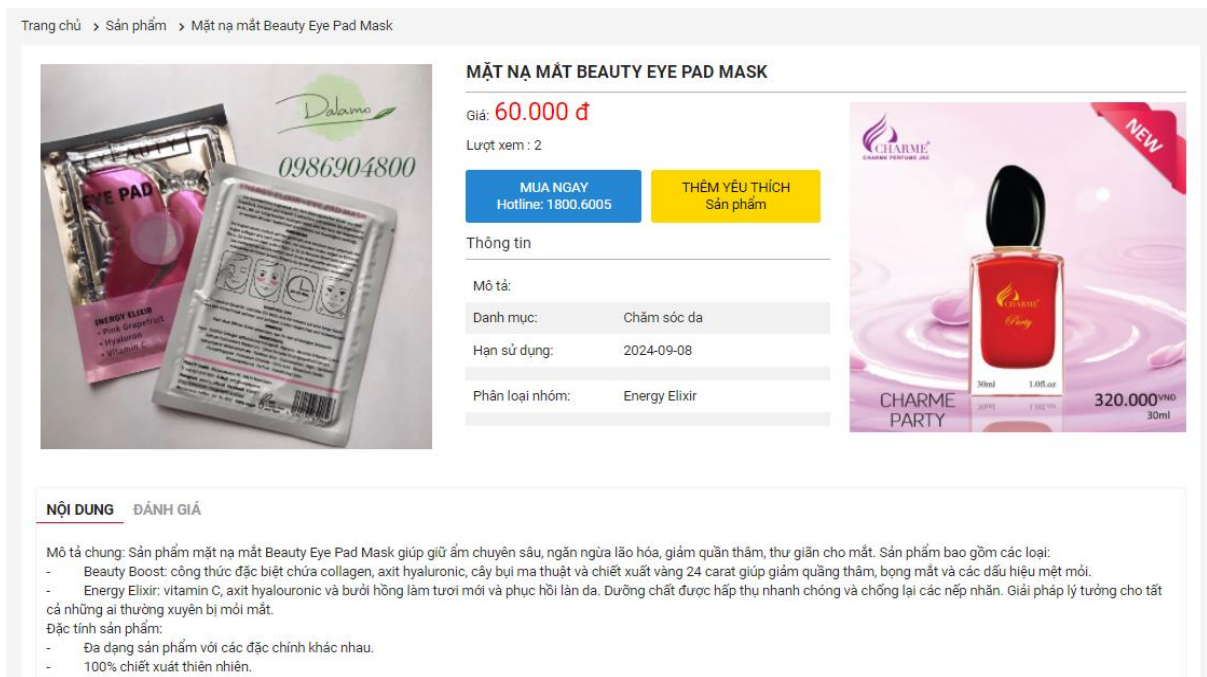 Trang chủ > Sản phẩm > Mặt nạ mắt Beauty Eye Pad Mask
MẶT NẠ MẮT BEAUTY EYE PAD MASK
Giá: 60.000 đ
Lượt xem : 2
MUA NGAY
Hotline: 1800.6005
THÊM YÊU THÍCH
Sản phẩm
Thông tin
Mô tả:
Danh mục: Chăm sóc da
Hạn sử dụng: 2024-09-08
Phân loại nhóm: Energy Elixir
Dalamo
0986904800
EYE PAD
ENERGY ELIXIR
• Pink Grapefruit
• Hyaluron
• Vitamin C
CHARME
CHARME PERFUME JSC
NEW
CHARME
Party
30ml 1.0fl.oz
CHARME
PARTY
320.000VNĐ
30ml
NỘI DUNG ĐÁNH GIÁ
Mô tả chung: Sản phẩm mặt nạ mắt Beauty Eye Pad Mask giúp giữ ẩm chuyên sâu, ngăn ngừa lão hóa, giảm quần thâm, thư giãn cho mắt. Sản phẩm bao gồm các loại:
- Beauty Boost: công thức đặc biệt chứa collagen, axit hyaluronic, cây bụi ma thuật và chiết xuất vàng 24 carat giúp giảm quầng thâm, bọng mắt và các dấu hiệu mệt mỏi.
- Energy Elixir: vitamin C, axit hyalouronic và bưởi hồng làm tươi mới và phục hồi làn da. Dưỡng chất được hấp thụ nhanh chóng và chống lại các nếp nhăn. Giải pháp lý tưởng cho tất
cả những ai thường xuyên bị mỏi mắt.
Đặc tính sản phẩm:
- Đa dạng sản phẩm với các đặc chính khác nhau.
- 100% chiết xuát thiên nhiên.